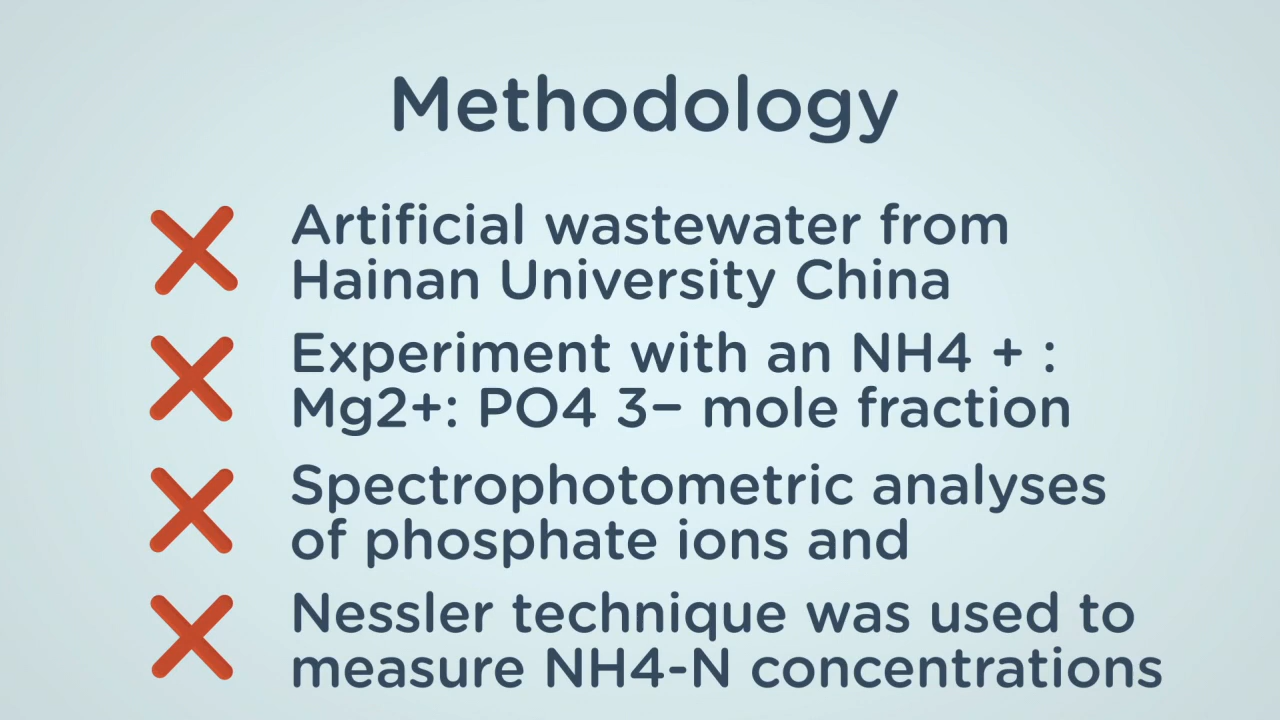 Methodology
Artificial wastewater from
Hainan University China
Experiment with an NH4 + :
Mg2+: PO4 3− mole fraction
Spectrophotometric analyses
of phosphate ions and
Nessler technique was used to
measure NH4-N concentrations